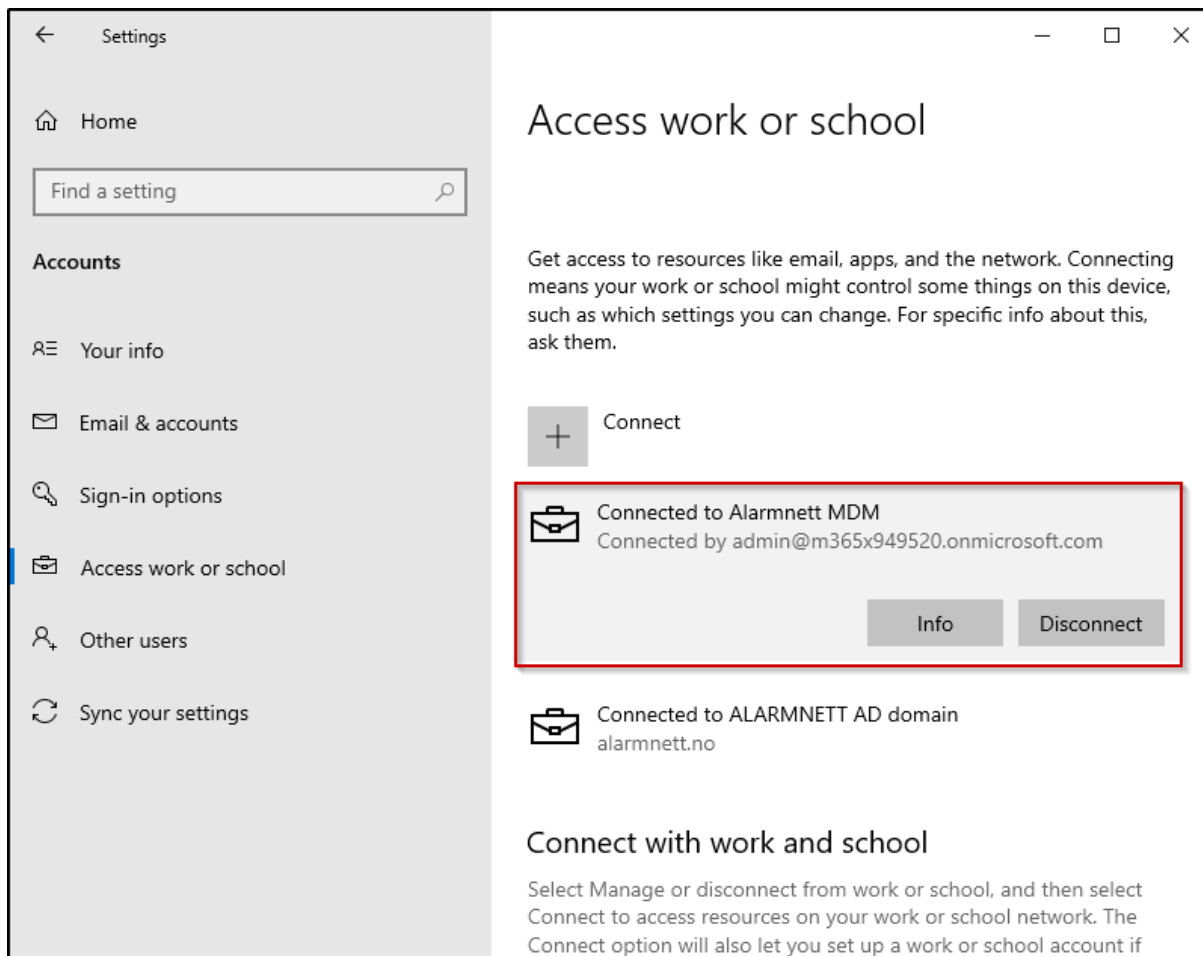 Settings
Home
Find a setting
Accounts
Your info
Email & accounts
Sign-in options
Access work or school
Other users
Sync your settings
Access work or school
Get access to resources like email, apps, and the network. Connecting
means your work or school might control some things on this device,
such as which settings you can change. For specific info about this,
ask them.
Connect
Connected to Alarmnett MDM
Connected by admin@m365x949520.onmicrosoft.com
Info
Disconnect
Connected to ALARMNETT AD domain
alarmnett.no
Connect with work and school
Select Manage or disconnect from work or school, and then select
Connect to access resources on your work or school network. The
Connect option will also let you set up a work or school account if